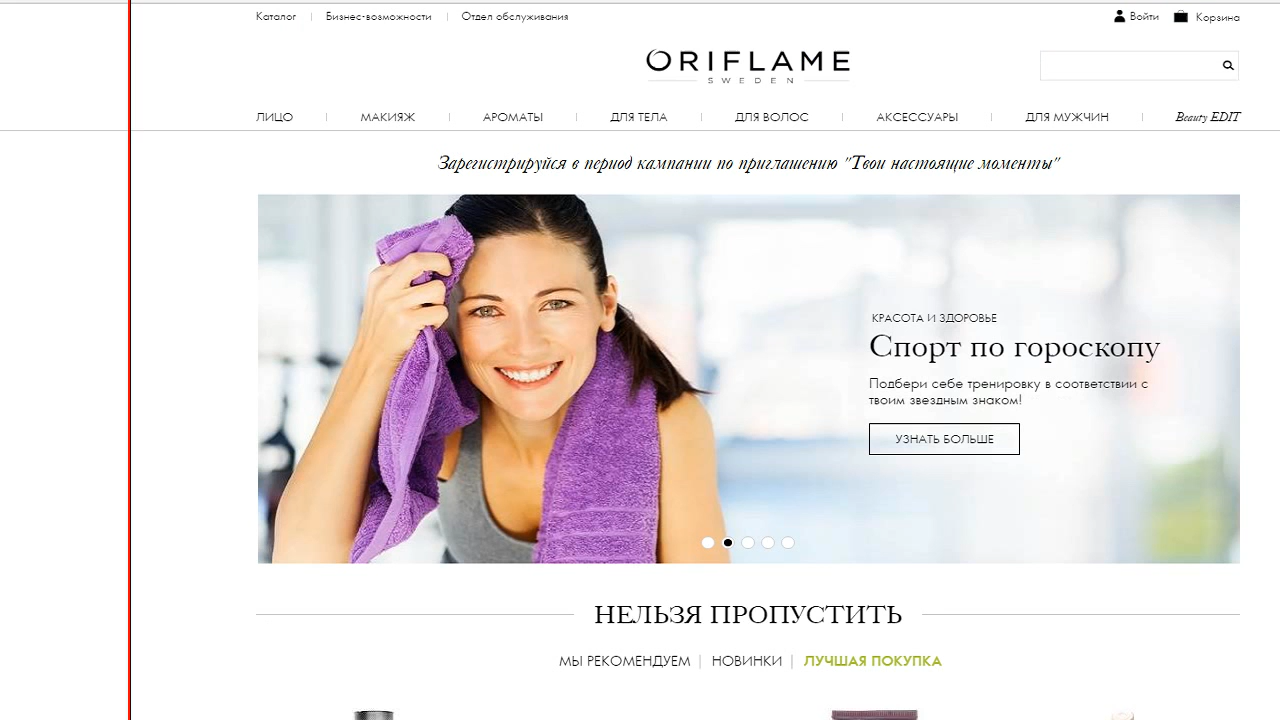 Каталог
Бизнес-возможности
Отдел обслуживания
Войти
Корзина
ORIFLAME
SWEDEN
ЛИЦО
МАКИЯЖ
АРОМАТЫ
ДЛЯ ТЕЛА
ДЛЯ ВОЛОС
АКСЕССУАРЫ
ДЛЯ МУЖЧИН
Beauty EDIT
Зарегистрируйся в период кампании по приглашению "Твои настоящие моменты"
КРАСОТА И ЗДОРОВЬЕ
Спорт по гороскопу
Подбери себе тренировку в соответствии с
твоим звездным знаком!
УЗНАТЬ БОЛЬШЕ
НЕЛЬЗЯ ПРОПУСТИТЬ
МЫ РЕКОМЕНДУЕМ
НОВИНКИ
ЛУЧШАЯ ПОКУПКА